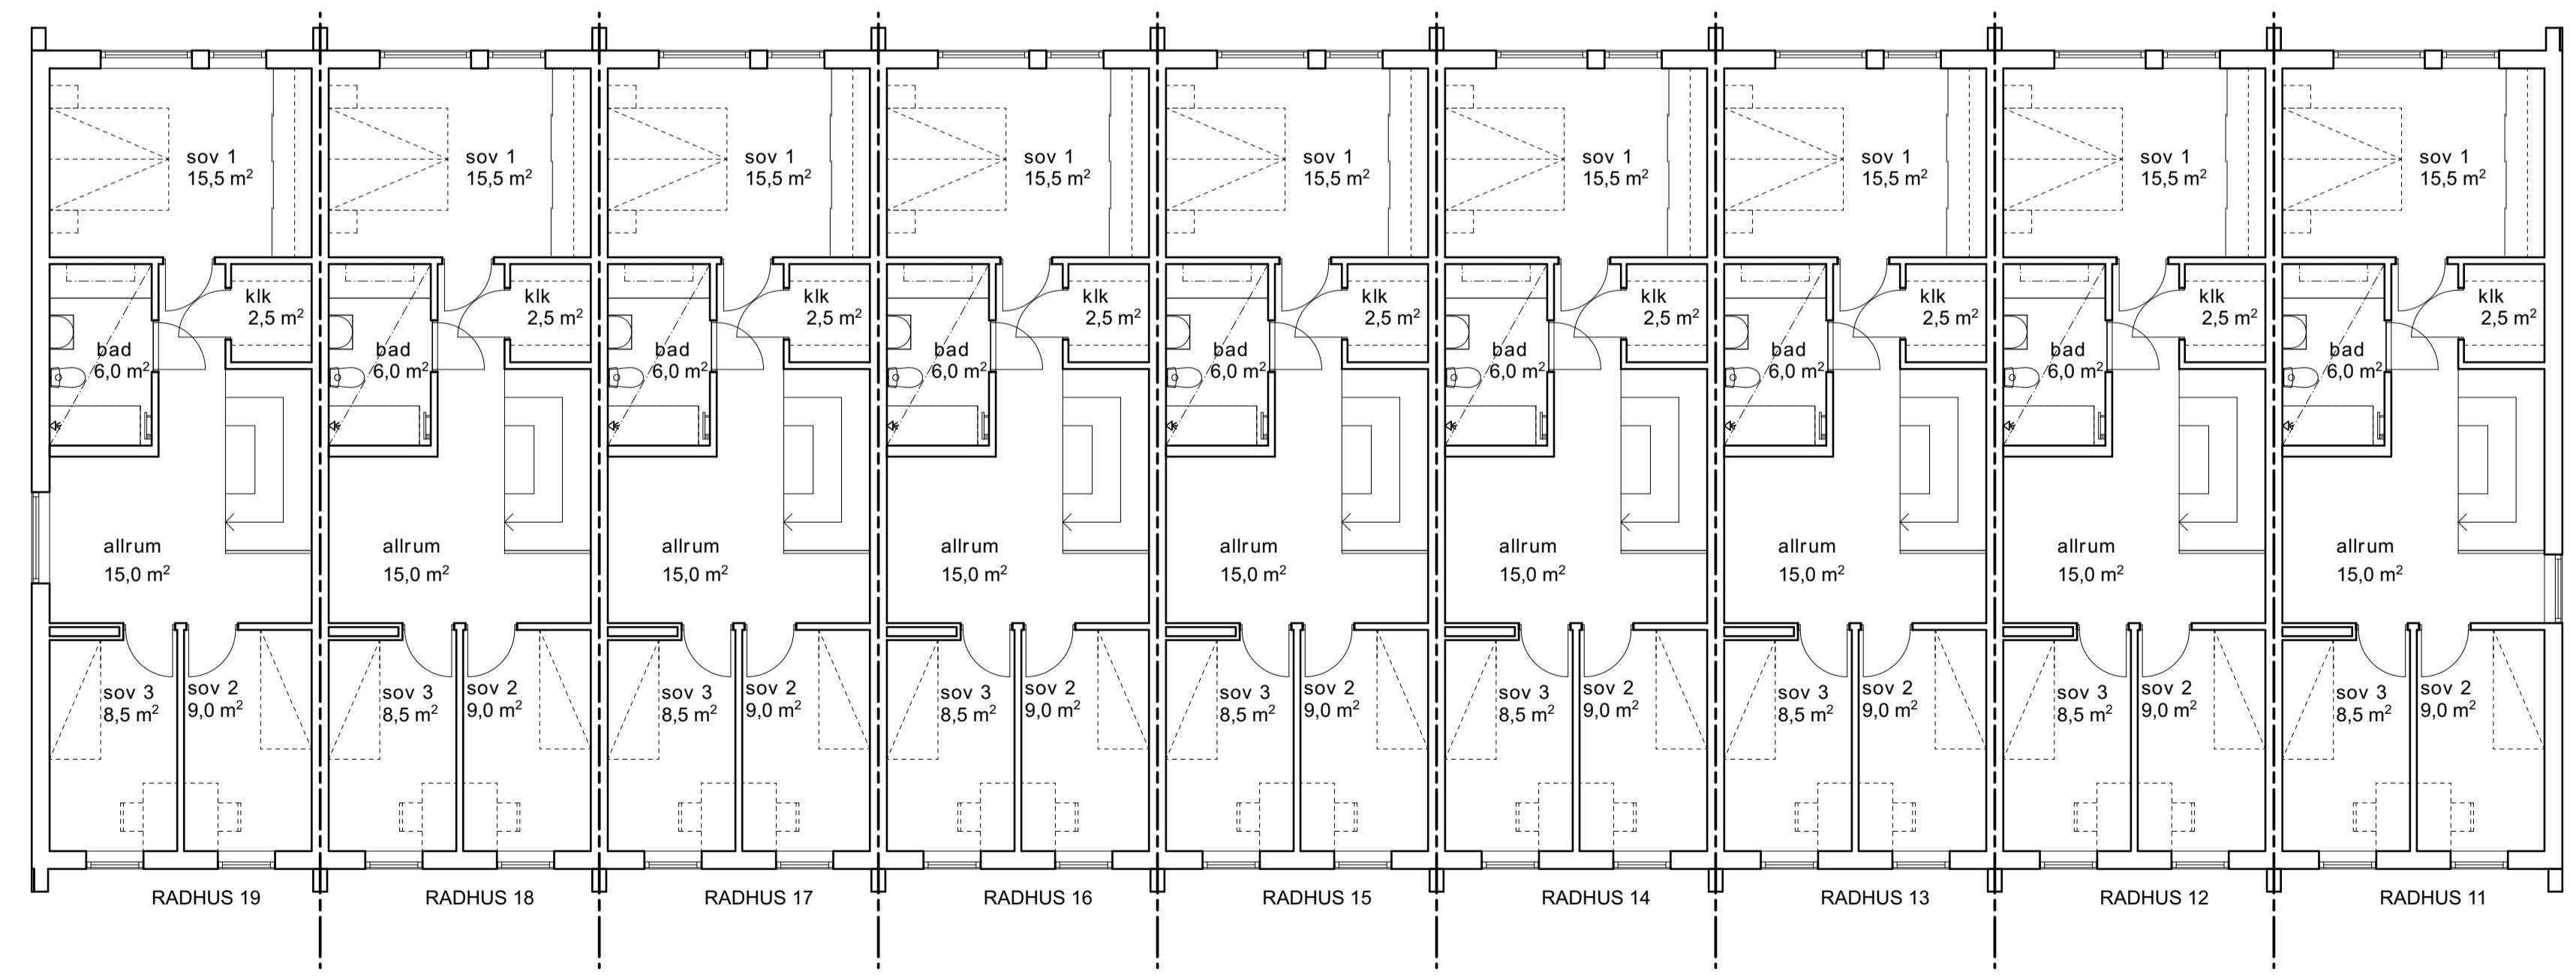 sov 1
15,5 m²
sov 1
15,5 m²
sov 1
15,5 m²
sov 1
15,5 m²
sov 1
15,5 m²
sov 1
15,5 m²
sov 1
15,5 m²
sov 1
15,5 m²
sov 1
15,5 m²
klk
2,5 m²
klk
2,5 m²
klk
2,5 m²
klk
2,5 m²
klk
2,5 m²
klk
2,5 m²
klk
2,5 m²
klk
2,5 m²
klk
2,5 m²
bad
6,0 m²
bad
6,0 m²
bad
6,0 m²
bad
6,0 m²
bad
6,0 m²
bad
6,0 m²
bad
6,0 m²
bad
6,0 m²
bad
6,0 m²
allrum
15,0 m²
allrum
15,0 m²
allrum
15,0 m²
allrum
15,0 m²
allrum
15,0 m²
allrum
15,0 m²
allrum
15,0 m²
allrum
15,0 m²
allrum
15,0 m²
sov 3
8,5 m²
sov 2
9,0 m²
sov 3
8,5 m²
sov 2
9,0 m²
sov 3
8,5 m²
sov 2
9,0 m²
sov 3
8,5 m²
sov 2
9,0 m²
sov 3
8,5 m²
sov 2
9,0 m²
sov 3
8,5 m²
sov 2
9,0 m²
sov 3
8,5 m²
sov 2
9,0 m²
sov 3
8,5 m²
sov 2
9,0 m²
sov 3
8,5 m²
sov 2
9,0 m²
RADHUS 19
RADHUS 18
RADHUS 17
RADHUS 16
RADHUS 15
RADHUS 14
RADHUS 13
RADHUS 12
RADHUS 11